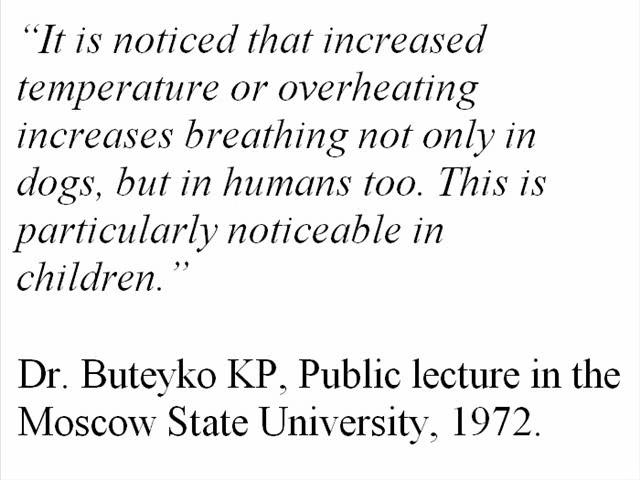 “It is noticed that increased
temperature or overheating
increases breathing not only in
dogs, but in humans too. This is
particularly noticeable in
children.”
Dr. Buteyko KP, Public lecture in the
Moscow State University, 1972.